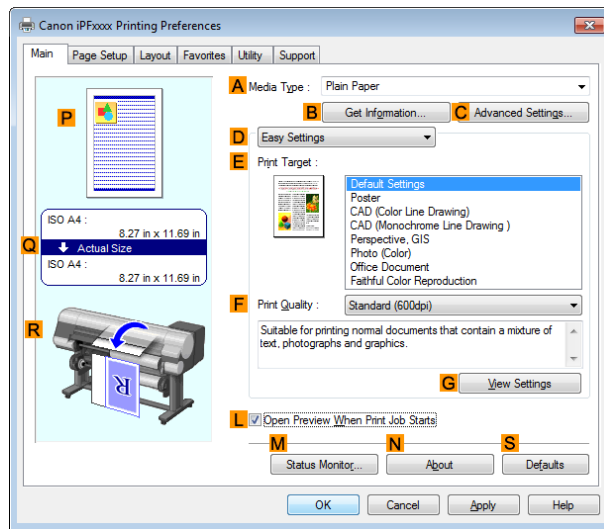 Canon iPFxxxx Printing Preferences
Main Page Setup Layout Favorites Utility Support
A Media Type : Plain Paper
B Get Information... C Advanced Settings...
D Easy Settings
E Print Target :
Default Settings
Poster
CAD (Color Line Drawing)
CAD (Monochrome Line Drawing )
Perspective, GIS
Photo (Color)
Office Document
Faithful Color Reproduction
F Print Quality : Standard (600dpi)
Suitable for printing normal documents that contain a mixture of
text, photographs and graphics.
G View Settings
L Open Preview When Print Job Starts
M N S
Status Monitor... About Defaults
P
Q
ISO A4 :
8.27 in x 11.69 in
Actual Size
ISO A4 :
8.27 in x 11.69 in
R
R
OK Cancel Apply Help